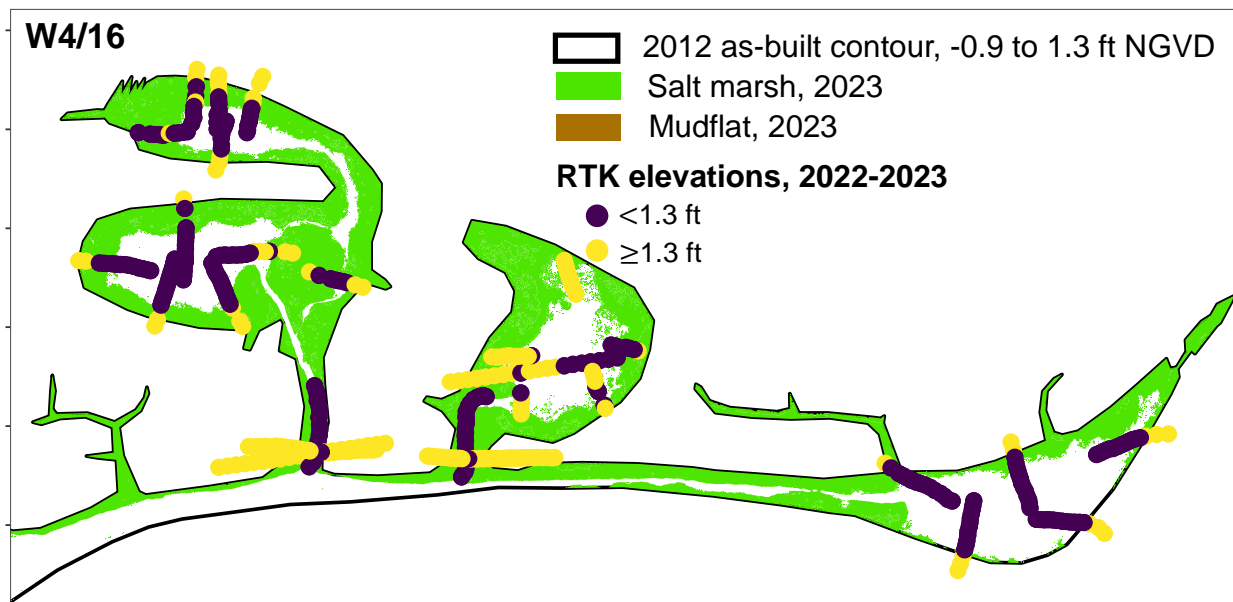 W4/16
2012 as-built contour, -0.9 to 1.3 ft NGVD
Salt marsh, 2023
Mudflat, 2023
RTK elevations, 2022-2023
<1.3 ft
≥1.3 ft